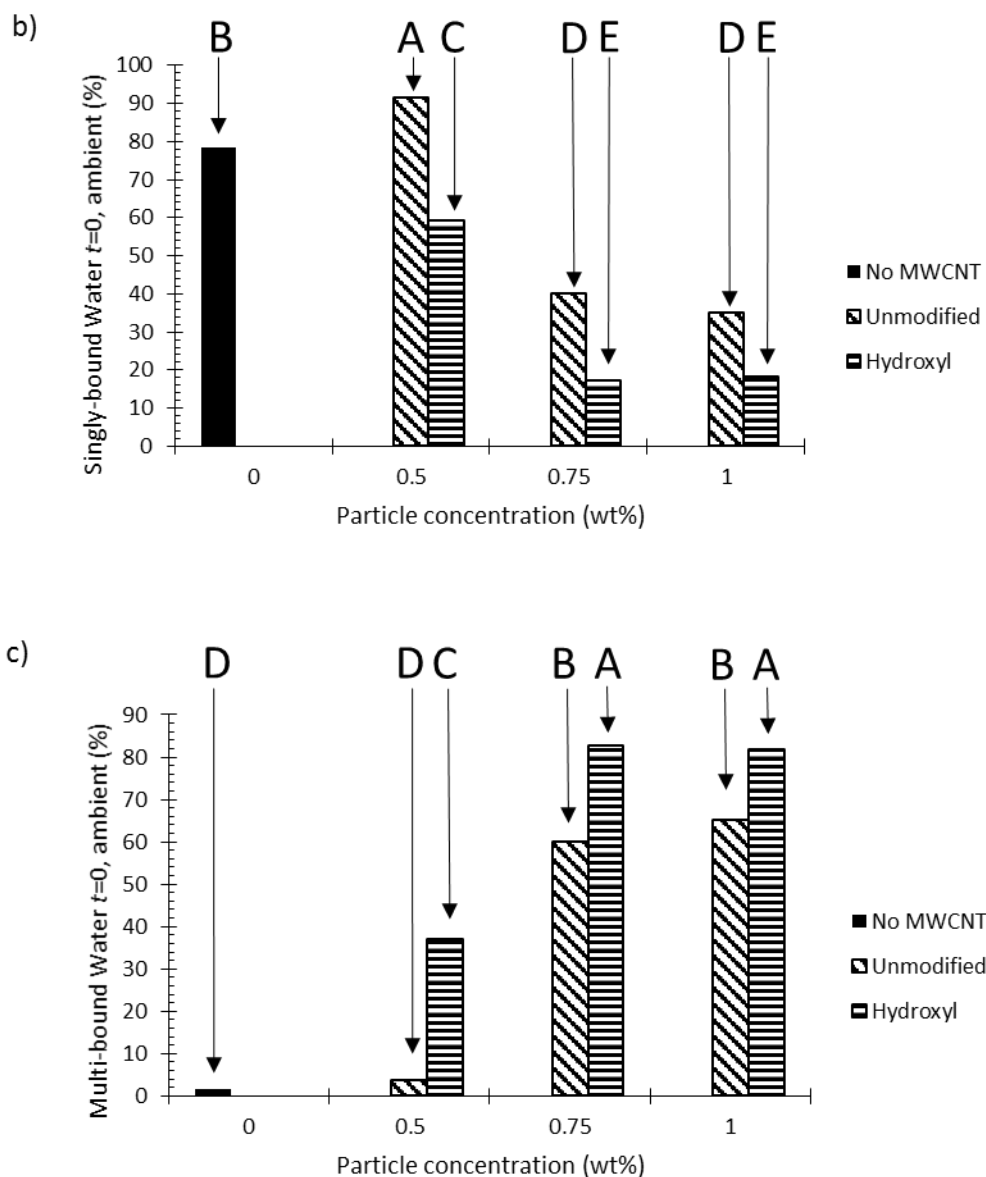 b)
B A C D E D E
Singly-bound Water t=0, ambient (%)
100
90
80
70
60
50
40
30
20
10
0
0 0.5 0.75 1
Particle concentration (wt%)
No MWCNT
Unmodified
Hydroxyl
c)
D D C B A B A
Multi-bound Water t=0, ambient (%)
90
80
70
60
50
40
30
20
10
0
0 0.5 0.75 1
Particle concentration (wt%)
No MWCNT
Unmodified
Hydroxyl